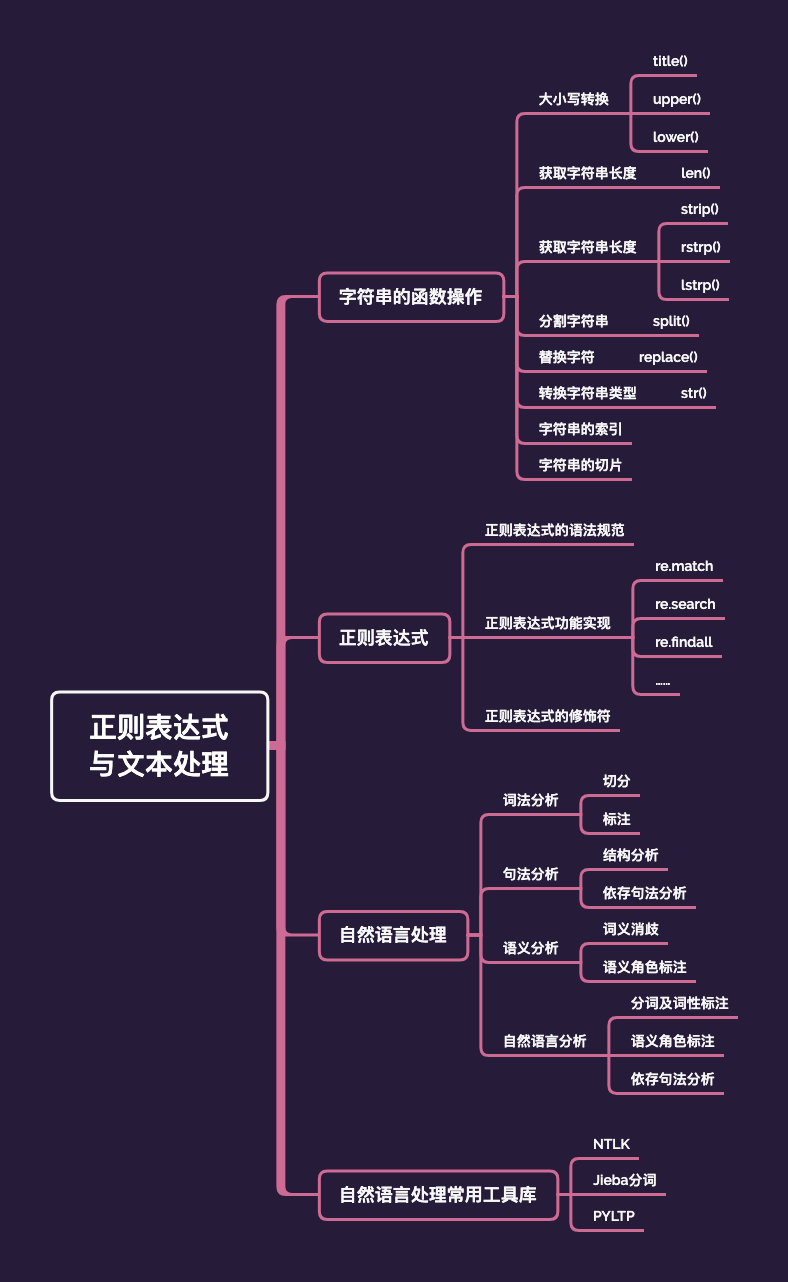 正则表达式
与文本处理
字符串的函数操作
大小写转换
title()
upper()
lower()
获取字符串长度
len()
获取字符串长度
strip()
rstrp()
lstrp()
分割字符串
split()
替换字符
replace()
转换字符串类型
str()
字符串的索引
字符串的切片
正则表达式
正则表达式的语法规范
正则表达式功能实现
re.match
re.search
re.findall
......
正则表达式的修饰符
自然语言处理
词法分析
切分
标注
句法分析
结构分析
依存句法分析
语义分析
词义消歧
语义角色标注
自然语言分析
分词及词性标注
语义角色标注
依存句法分析
自然语言处理常用工具库
NTLK
Jieba分词
PYLTP